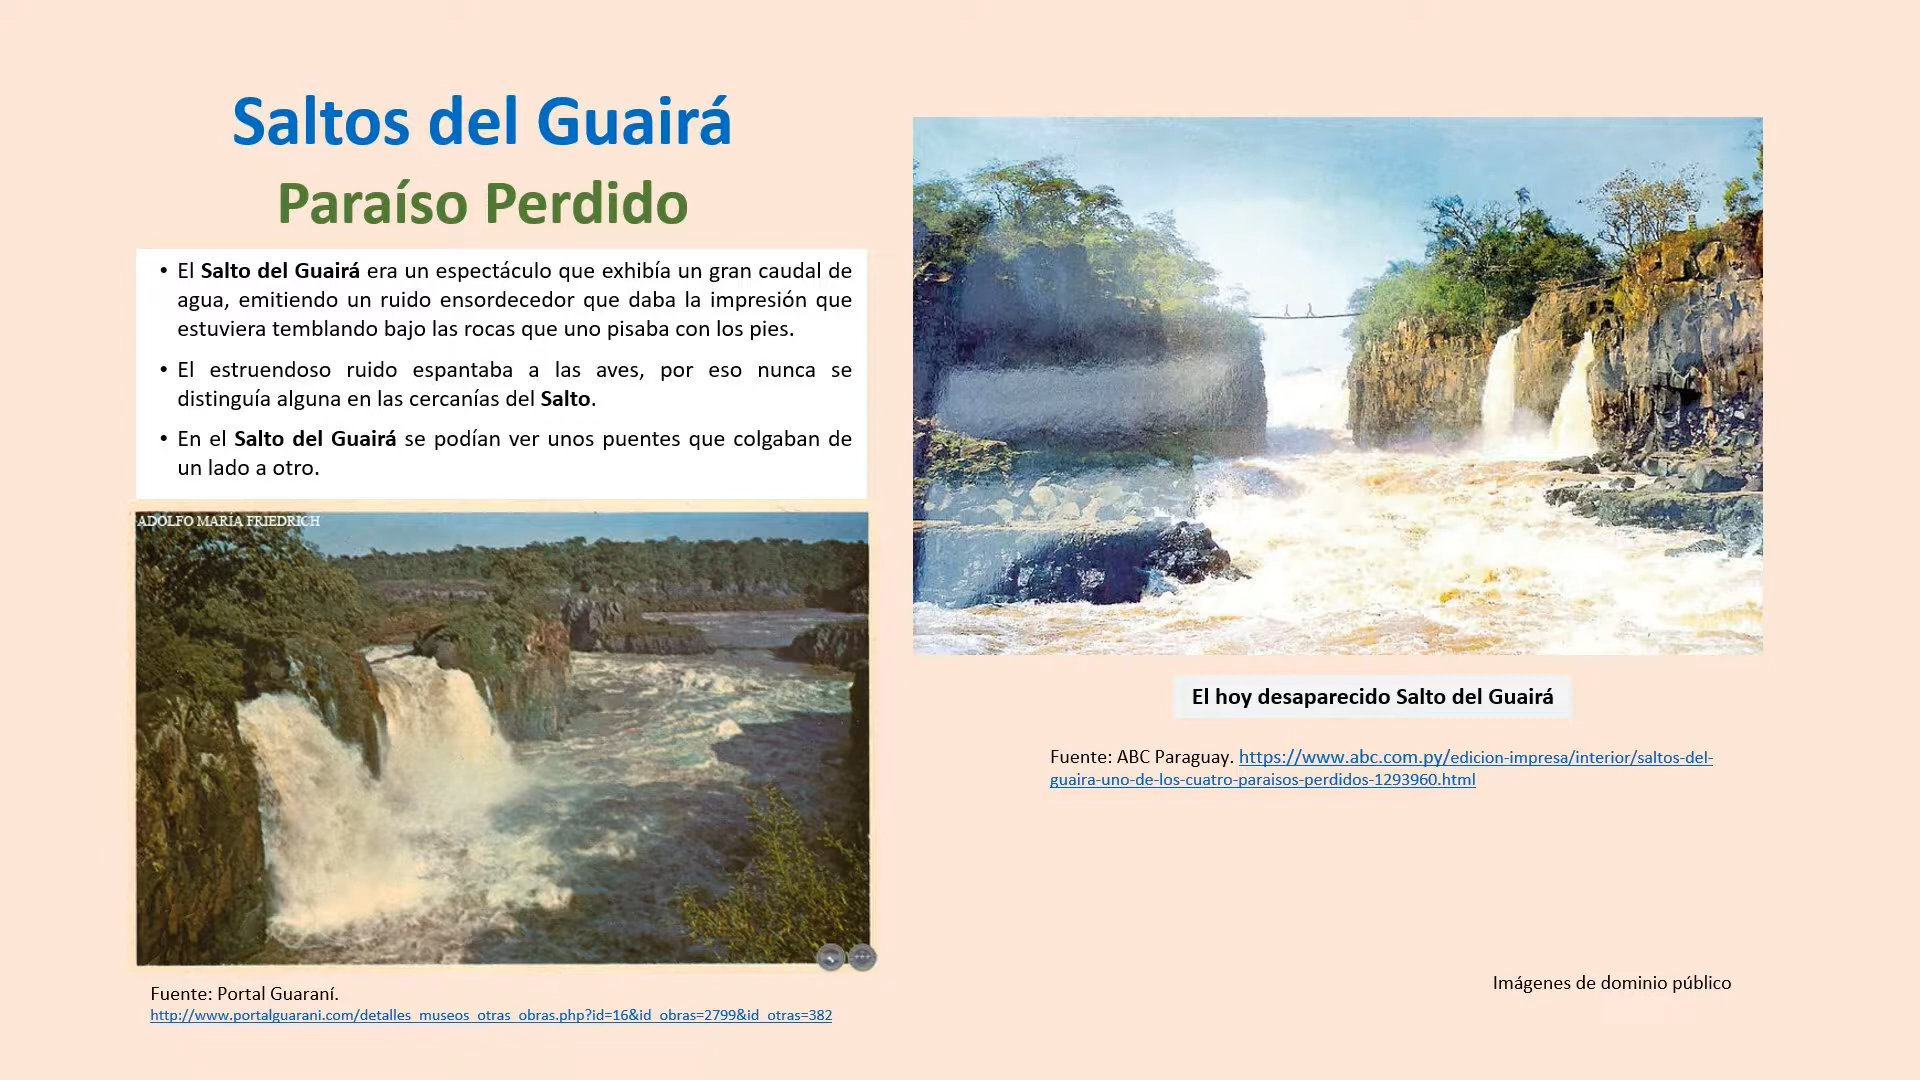 Saltos del Guairá
Paraíso Perdido
• El Salto del Guairá era un espectáculo que exhibía un gran caudal de
agua, emitiendo un ruido ensordecedor que daba la impresión que
estuviera temblando bajo las rocas que uno pisaba con los pies.
• El estruendoso ruido espantaba a las aves, por eso nunca se
distinguía alguna en las cercanías del Salto.
• En el Salto del Guairá se podían ver unos puentes que colgaban de
un lado a otro.
ADOLFO MARÍA FRIEDRICH
Fuente: Portal Guaraní.
http://www.portalguarani.com/detalles_museos_otras_obras.php?id=16&id_obras=2799&id_otras=382
El hoy desaparecido Salto del Guairá
Fuente: ABC Paraguay. https://www.abc.com.py/edicion-impresa/interior/saltos-del-
guaira-uno-de-los-cuatro-paraisos-perdidos-1293960.html
Imágenes de dominio público